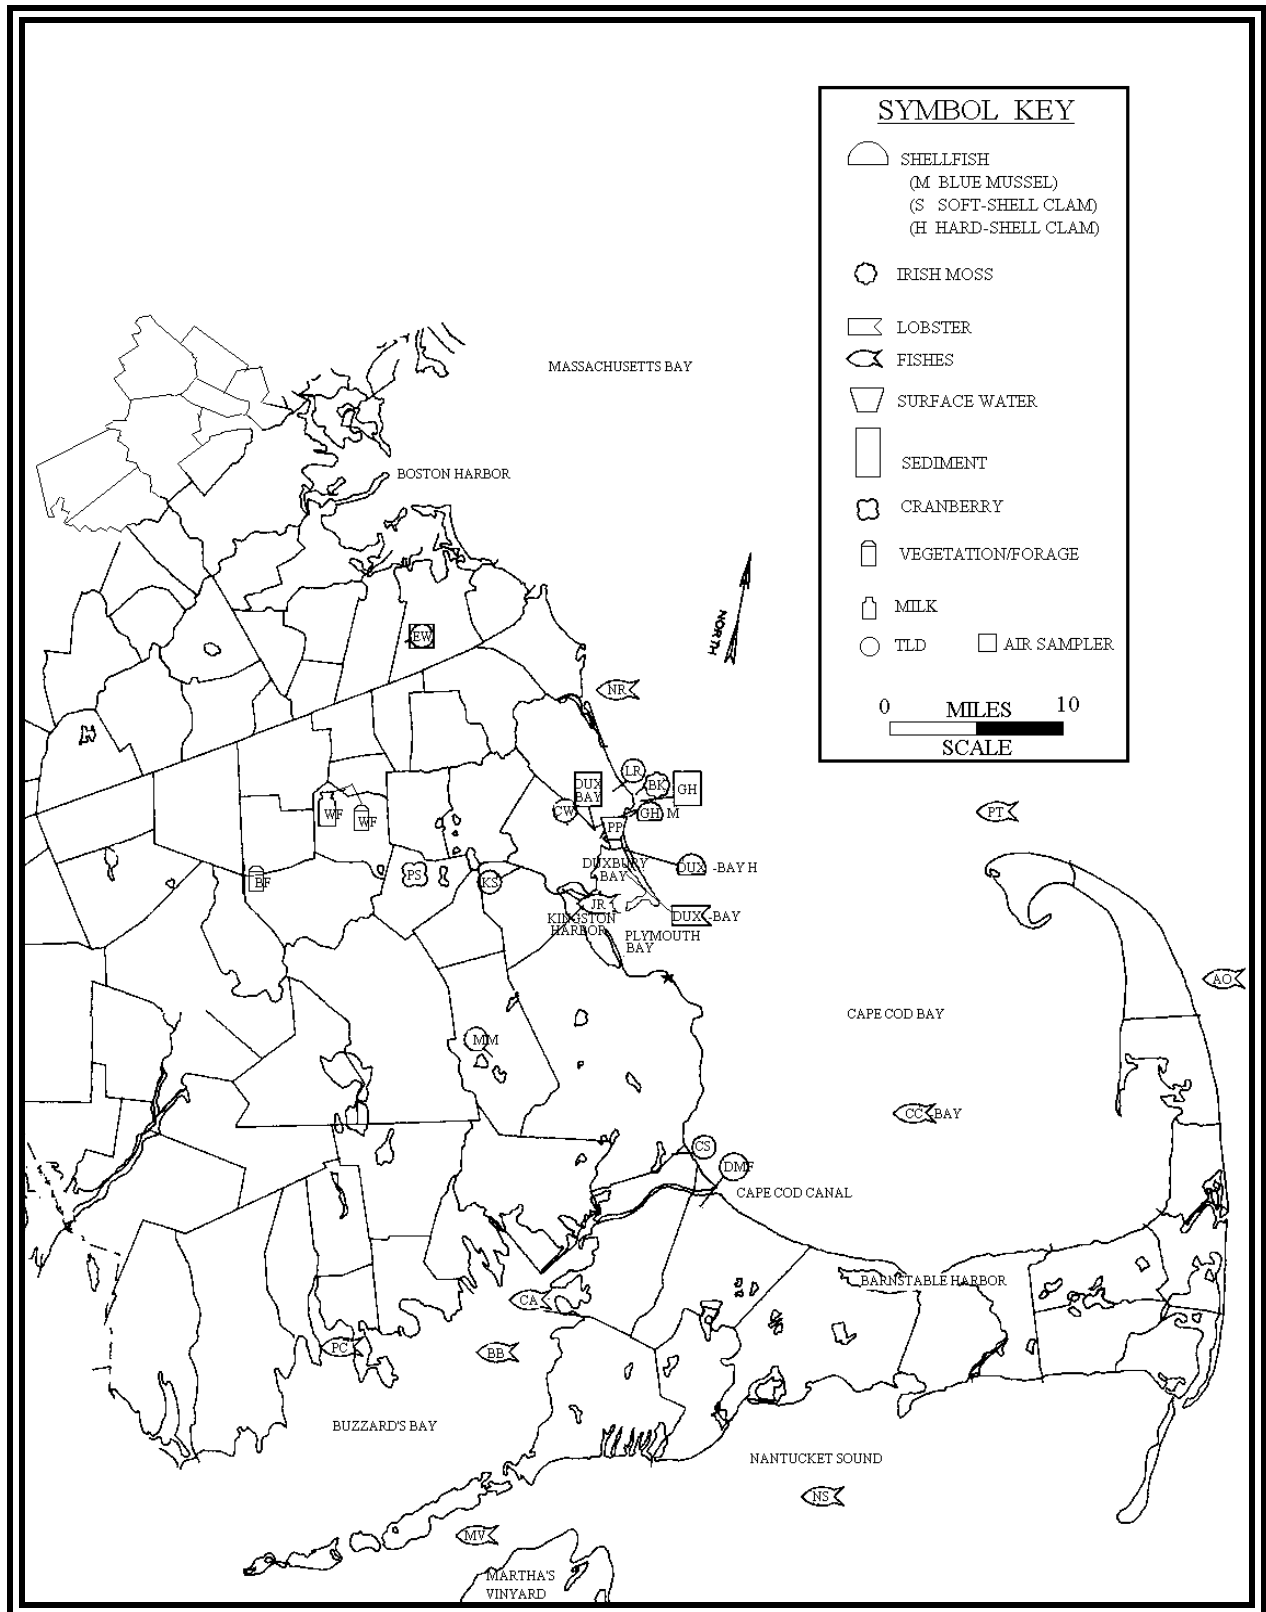 SYMBOL KEY
SHELLFISH
(M BLUE MUSSEL)
(S SOFT-SHELL CLAM)
(H HARD-SHELL CLAM)
IRISH MOSS
LOBSTER
FISHES
SURFACE WATER
SEDIMENT
CRANBERRY
VEGETATION/FORAGE
MILK
TLD
AIR SAMPLER
0 MILES 10
SCALE
MASSACHUSETTS BAY
BOSTON HARBOR
NORTH
EW
NR
LR
DUX
BAY
BK
GH
CW
GH M
WF
WF
PP
PT
DUXBURY
BAY
DUX -BAY H
PS
KS
BF
JR
KINGSTON
HARBOR
DUX -BAY
PLYMOUTH
BAY
AO
CAPE COD BAY
MM
CC BAY
CS
DMF
CAPE COD CANAL
BARNSTABLE HARBOR
CA
PC
BB
BUZZARD'S BAY
NANTUCKET SOUND
NS
MV
MARTHA'S
VINYARD